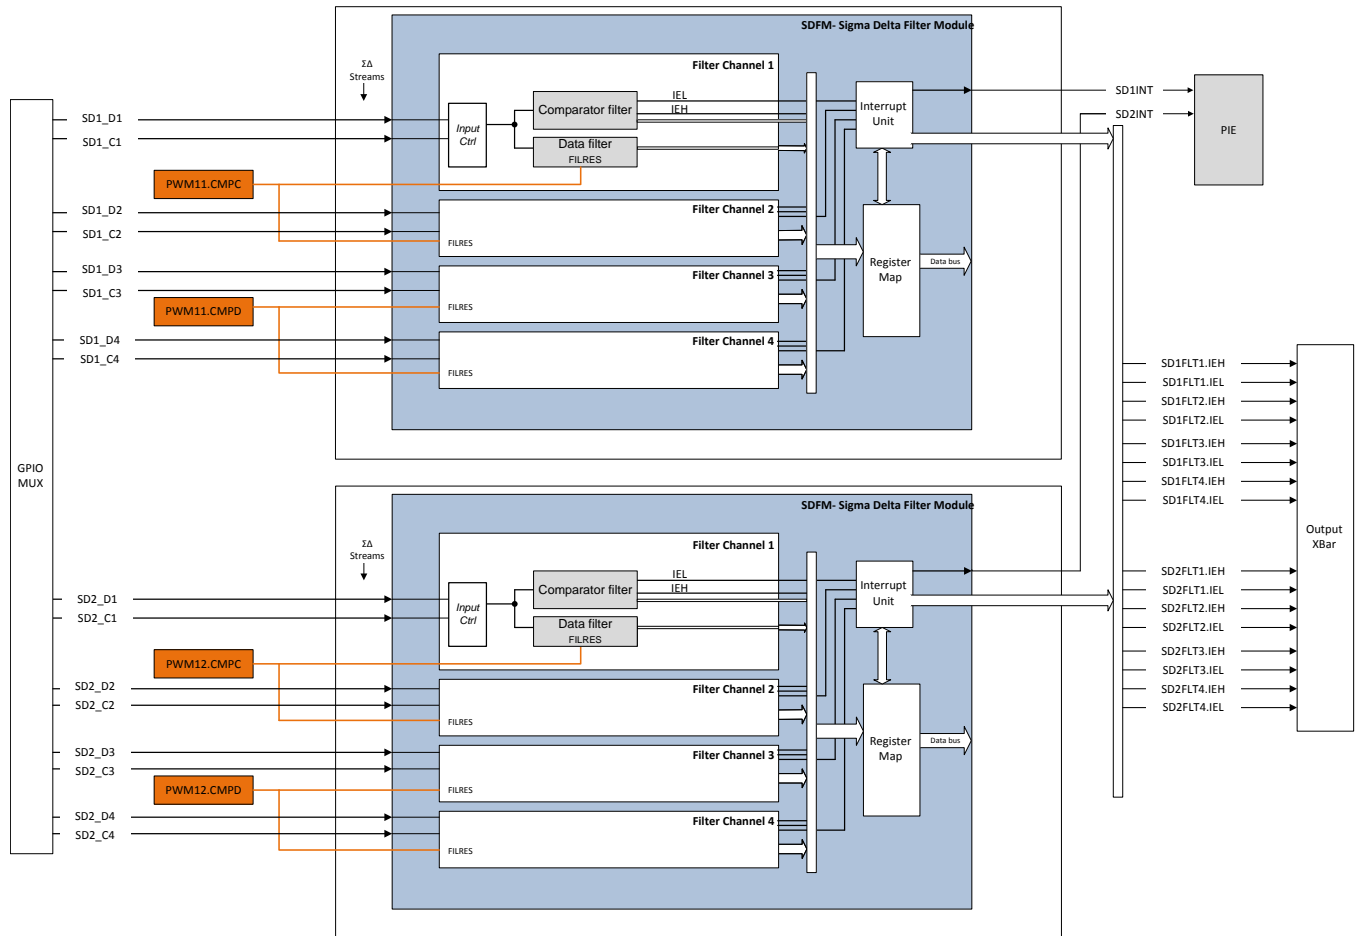 SDFM- Sigma Delta Filter Module
ΣΔ
Streams
Filter Channel 1
IEL
IEH
Comparator filter
Input
Ctrl
Data filter
FILRES
Interrupt
Unit
SD1_D1
SD1_C1
PWM11.CMPC
SD1_D2
SD1_C2
Filter Channel 2
FILRES
SD1_D3
SD1_C3
Filter Channel 3
FILRES
PWM11.CMPD
SD1_D4
SD1_C4
Filter Channel 4
FILRES
Register
Map
Data bus
SD1INT
SD2INT
PIE
GPIO
MUX
SD1FLT1.IEH
SD1FLT1.IEL
SD1FLT2.IEH
SD1FLT2.IEL
SD1FLT3.IEH
SD1FLT3.IEL
SD1FLT4.IEH
SD1FLT4.IEL
Output
XBar
SDFM- Sigma Delta Filter Module
ΣΔ
Streams
Filter Channel 1
IEL
IEH
Comparator filter
Input
Ctrl
Data filter
FILRES
Interrupt
Unit
SD2_D1
SD2_C1
PWM12.CMPC
SD2_D2
SD2_C2
Filter Channel 2
FILRES
SD2_D3
SD2_C3
Filter Channel 3
FILRES
PWM12.CMPD
SD2_D4
SD2_C4
Filter Channel 4
FILRES
Register
Map
Data bus
SD2FLT1.IEH
SD2FLT1.IEL
SD2FLT2.IEH
SD2FLT2.IEL
SD2FLT3.IEH
SD2FLT3.IEL
SD2FLT4.IEH
SD2FLT4.IEL